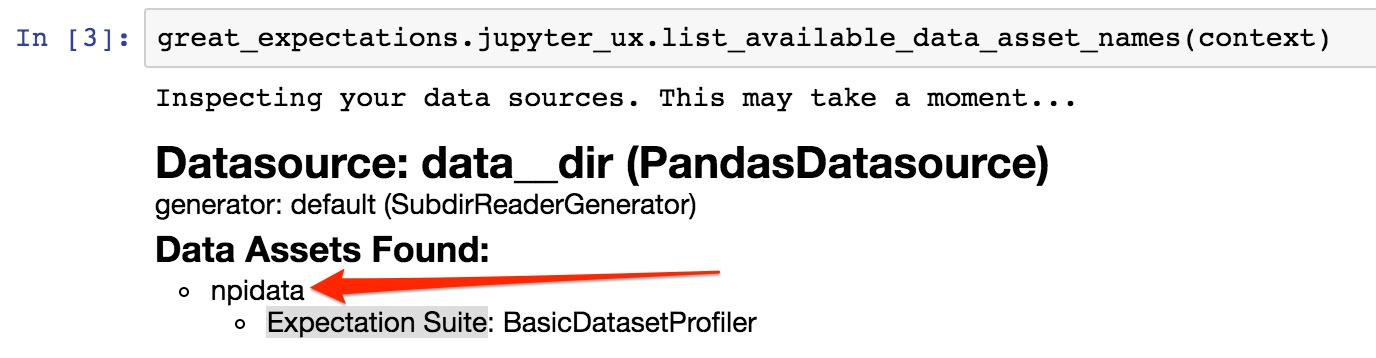 In [3]: great_expectations.jupyter_ux.list_available_data_asset_names(context)
Inspecting your data sources. This may take a moment...
Datasource: data__dir (PandasDatasource)
generator: default (SubdirReaderGenerator)
Data Assets Found:
npidata
Expectation Suite: BasicDatasetProfiler